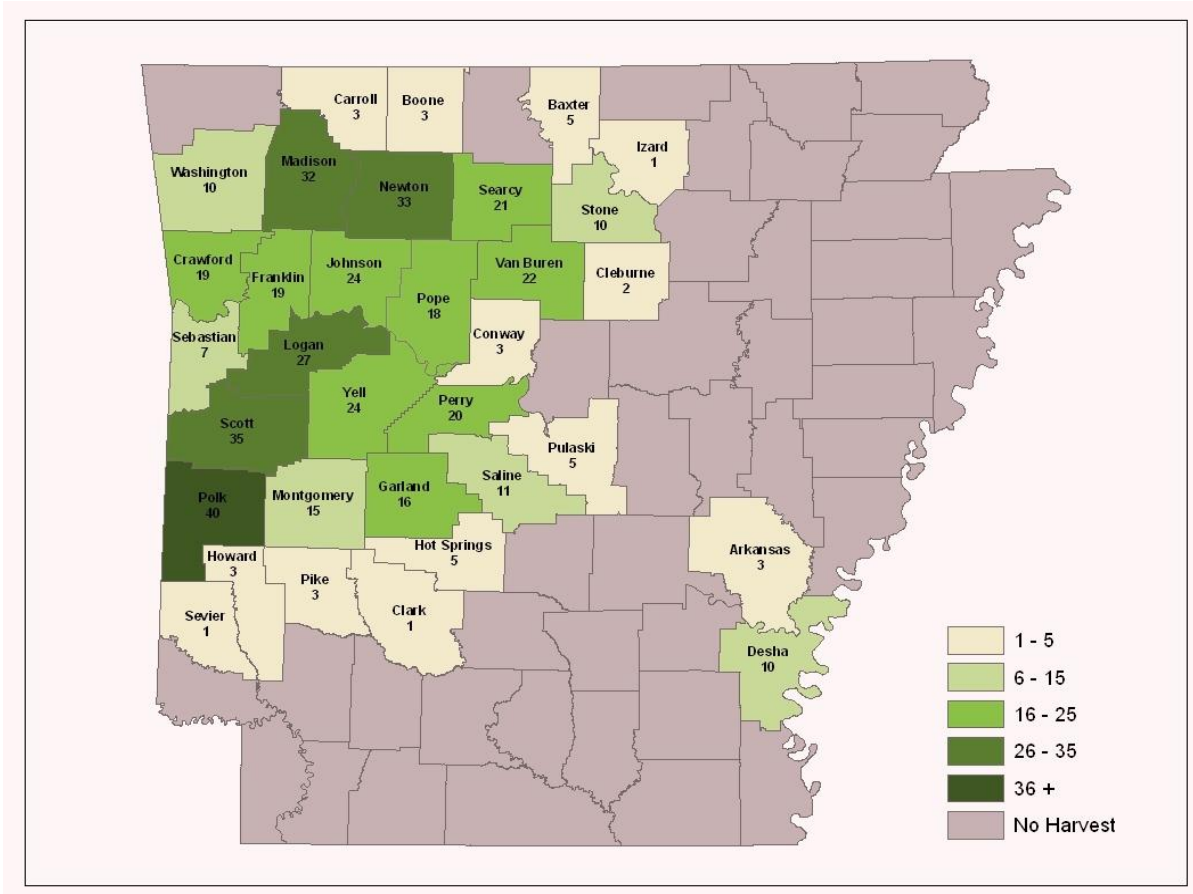 Carroll
3
Boone
3
Baxter
5
Izard
1
Washington
10
Madison
32
Newton
33
Searcy
21
Stone
10
Crawford
19
Franklin
19
Johnson
24
Pope
18
Van Buren
22
Cleburne
2
Sebastian
7
Logan
27
Conway
3
Yell
24
Perry
20
Scott
35
Pulaski
5
Polk
40
Montgomery
15
Garland
16
Saline
11
Hot Springs
5
Howard
3
Pike
3
Clark
1
Sevier
1
Arkansas
3
Desha
10
1 - 5
6 - 15
16 - 25
26 - 35
36 +
No Harvest